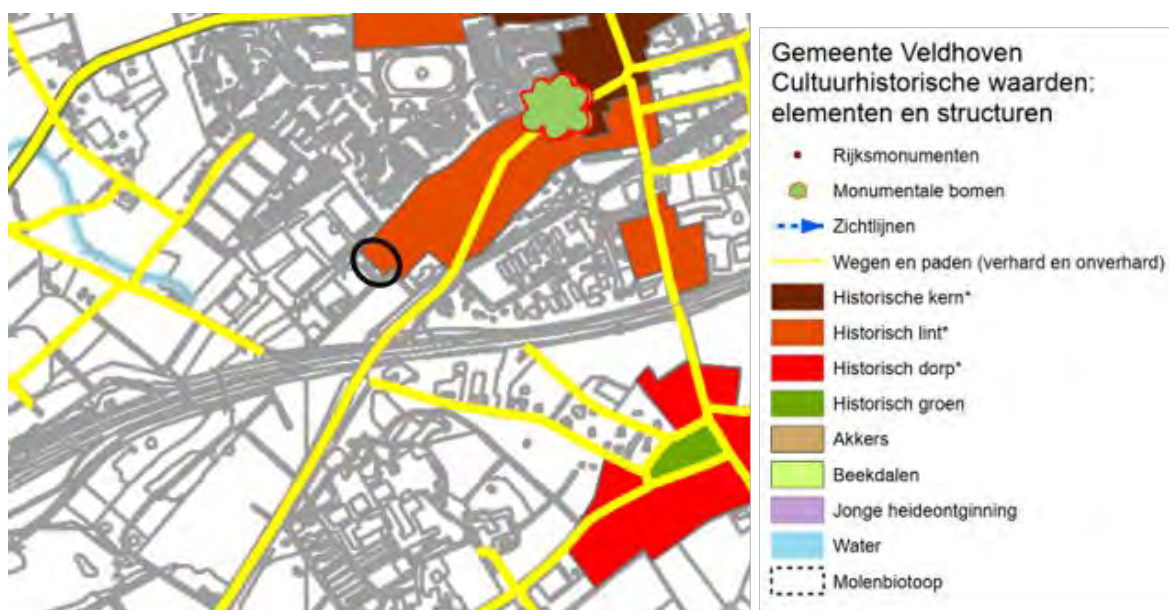 Gemeente Veldhoven
Cultuurhistorische waarden:
elementen en structuren
Rijksmonumenten
Monumentale bomen
Zichtlijnen
Wegen en paden (verhard en onverhard)
Historische kern*
Historisch lint*
Historisch dorp*
Historisch groen
Akkers
Beekdalen
Jonge heideontginning
Water
Molenbiotoop